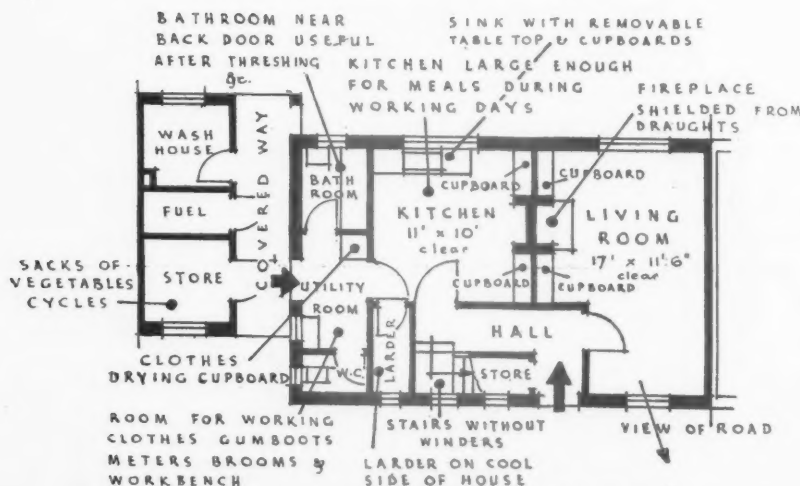 BATHROOM NEAR
BACK DOOR USEFUL
AFTER THRESHING
&c.
SINK WITH REMOVABLE
TABLE TOP & CUPBOARDS
KITCHEN LARGE ENOUGH
FOR MEALS DURING
WORKING DAYS
FIREPLACE
SHIELDED FROM
DRAUGHTS
WASH
HOUSE
COVERED WAY
BATH
ROOM
CUPBOARD
CUPBOARD
FUEL
KITCHEN
11' x 10'
clear
LIVING
ROOM
17' x 11'.6"
clear
SACKS OF
VEGETABLES
CYCLES
STORE
UTILITY
ROOM
CUPBOARD
CUPBOARD
LARDER
HALL
CLOTHES
DRYING CUPBOARD
W.C.
STORE
ROOM FOR WORKING
CLOTHES GUMBOOTS
METERS BROOMS &
WORKBENCH
STAIRS WITHOUT
WINDERS
VIEW OF ROAD
LARDER ON COOL
SIDE OF HOUSE